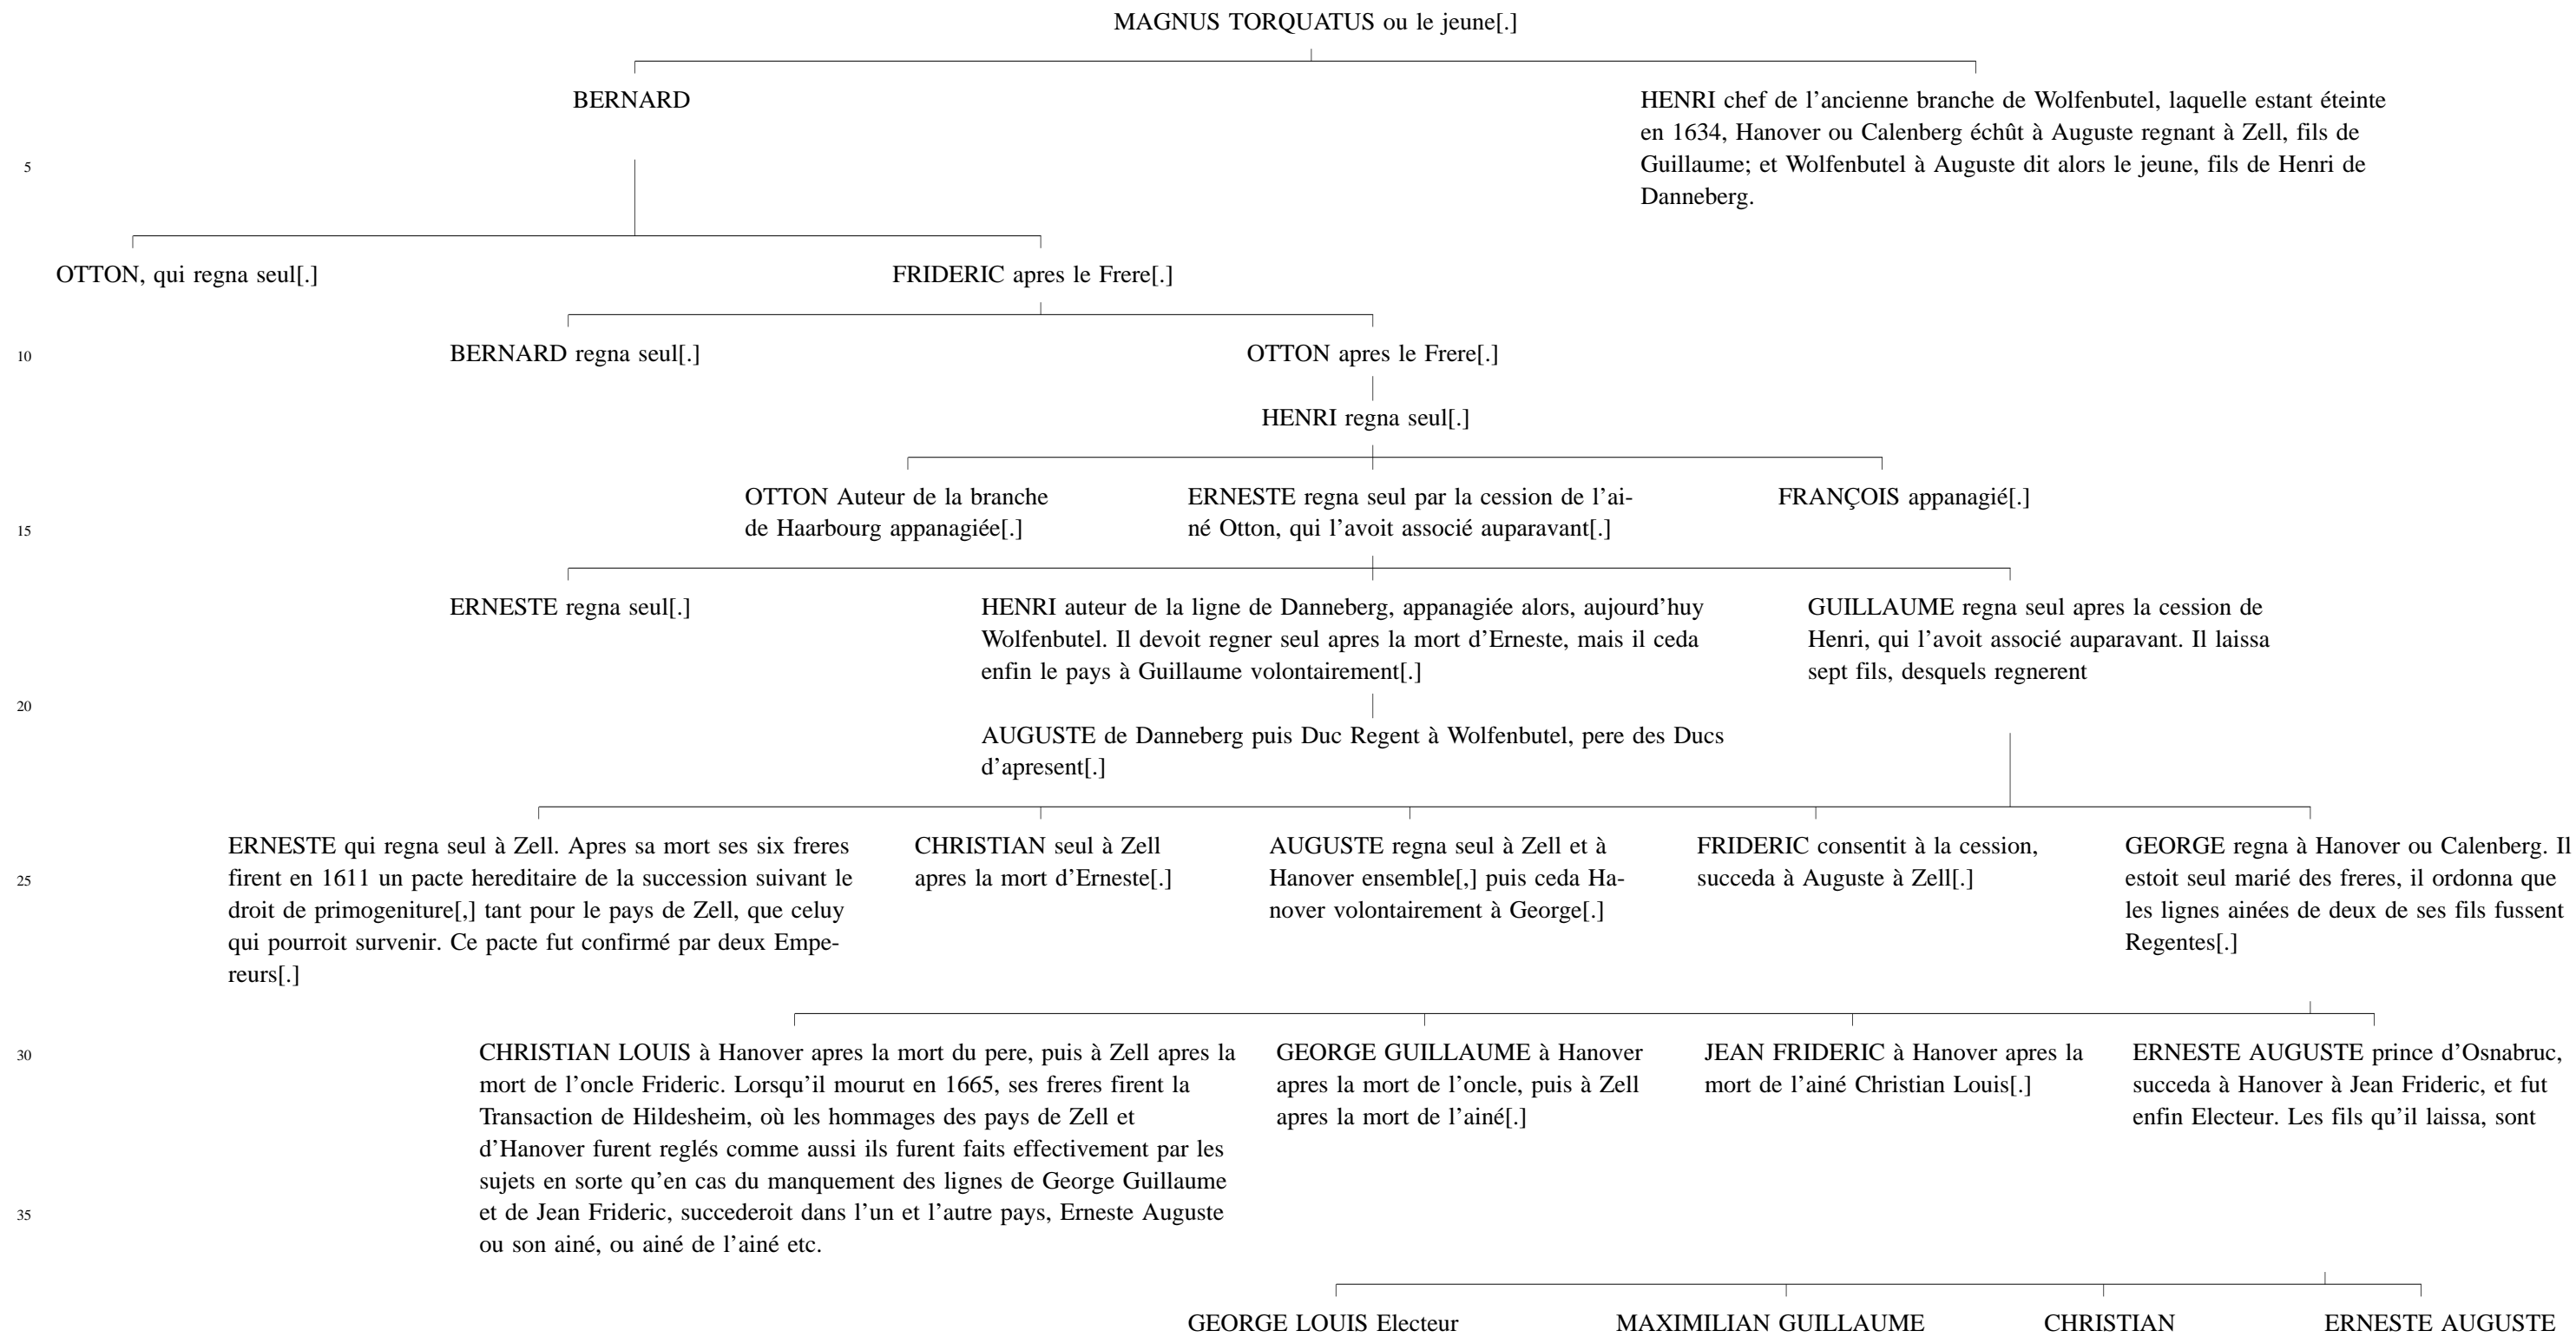 MAGNUS TORQUATUS ou le jeune[.]
BERNARD
HENRI chef de l'ancienne branche de Wolfenbutel, laquelle estant éteinte
en 1634, Hanover ou Calenberg échût à Auguste regnant à Zell, fils de
5
Guillaume; et Wolfenbutel à Auguste dit alors le jeune, fils de Henri de
Danneberg.
OTTON, qui regna seul[.]
FRIDERIC apres le Frere[.]
10
BERNARD regna seul[.]
OTTON apres le Frere[.]
HENRI regna seul[.]
OTTON Auteur de la branche
de Haarbourg appanagiée[.]
ERNESTE regna seul par la cession de l'ai-
né Otton, qui l'avoit associé auparavant[.]
FRANÇOIS appanagié[.]
15
ERNESTE regna seul[.]
HENRI auteur de la ligne de Danneberg, appanagiée alors, aujourd'huy
Wolfenbutel. Il devoit regner seul apres la mort d'Erneste, mais il ceda
enfin le pays à Guillaume volontairement[.]
GUILLAUME regna seul apres la cession de
Henri, qui l'avoit associé auparavant. Il laissa
sept fils, desquels regnerent
20
AUGUSTE de Danneberg puis Duc Regent à Wolfenbutel, pere des Ducs
d'apresent[.]
ERNESTE qui regna seul à Zell. Apres sa mort ses six freres
25
firent en 1611 un pacte hereditaire de la succession suivant le
droit de primogeniture[,] tant pour le pays de Zell, que celuy
qui pourroit survenir. Ce pacte fut confirmé par deux Empe-
reurs[.]
CHRISTIAN seul à Zell
apres la mort d'Erneste[.]
AUGUSTE regna seul à Zell et à
Hanover ensemble[,] puis ceda Ha-
nover volontairement à George[.]
FRIDERIC consentit à la cession,
succeda à Auguste à Zell[.]
GEORGE regna à Hanover ou Calenberg. Il
estoit seul marié des freres, il ordonna que
les lignes ainées de deux de ses fils fussent
Regentes[.]
30
CHRISTIAN LOUIS à Hanover apres la mort du pere, puis à Zell apres la
mort de l'oncle Frideric. Lorsqu'il mourut en 1665, ses freres firent la
Transaction de Hildesheim, où les hommages des pays de Zell et
d'Hanover furent reglés comme aussi ils furent faits effectivement par les
sujets en sorte qu'en cas du manquement des lignes de George Guillaume
35
et de Jean Frideric, succederoit dans l'un et l'autre pays, Erneste Auguste
ou son ainé, ou ainé de l'ainé etc.
GEORGE GUILLAUME à Hanover
apres la mort de l'oncle, puis à Zell
apres la mort de l'ainé[.]
JEAN FRIDERIC à Hanover apres la
mort de l'ainé Christian Louis[.]
ERNESTE AUGUSTE prince d'Osnabruc,
succeda à Hanover à Jean Frideric, et fut
enfin Electeur. Les fils qu'il laissa, sont
GEORGE LOUIS Electeur
MAXIMILIAN GUILLAUME
CHRISTIAN
ERNESTE AUGUSTE